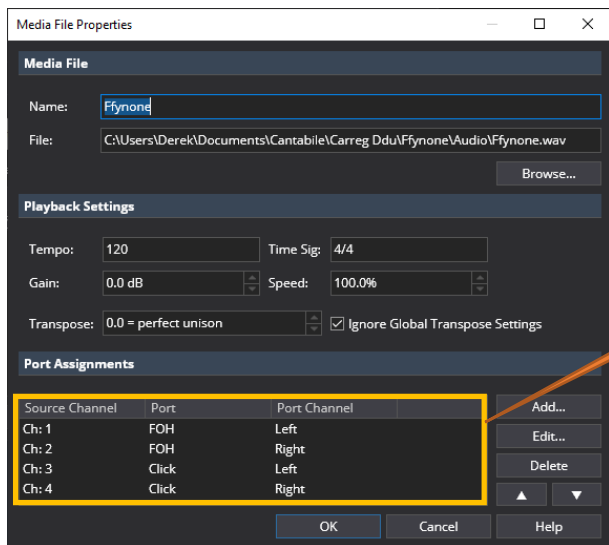 Media File Properties
Media File
Name: Ffynone
File: C:\Users\Derek\Documents\Cantabile\Carreg Ddu\Ffynone\Audio\Ffynone.wav
Browse...
Playback Settings
Tempo: 120 Time Sig: 4/4
Gain: 0.0 dB Speed: 100.0%
Transpose: 0.0 = perfect unison Ignore Global Transpose Settings
Port Assignments
Source Channel Port Port Channel Add...
Ch: 1 FOH Left
Ch: 2 FOH Right Edit...
Ch: 3 Click Left Delete
Ch: 4 Click Right
OK Cancel Help